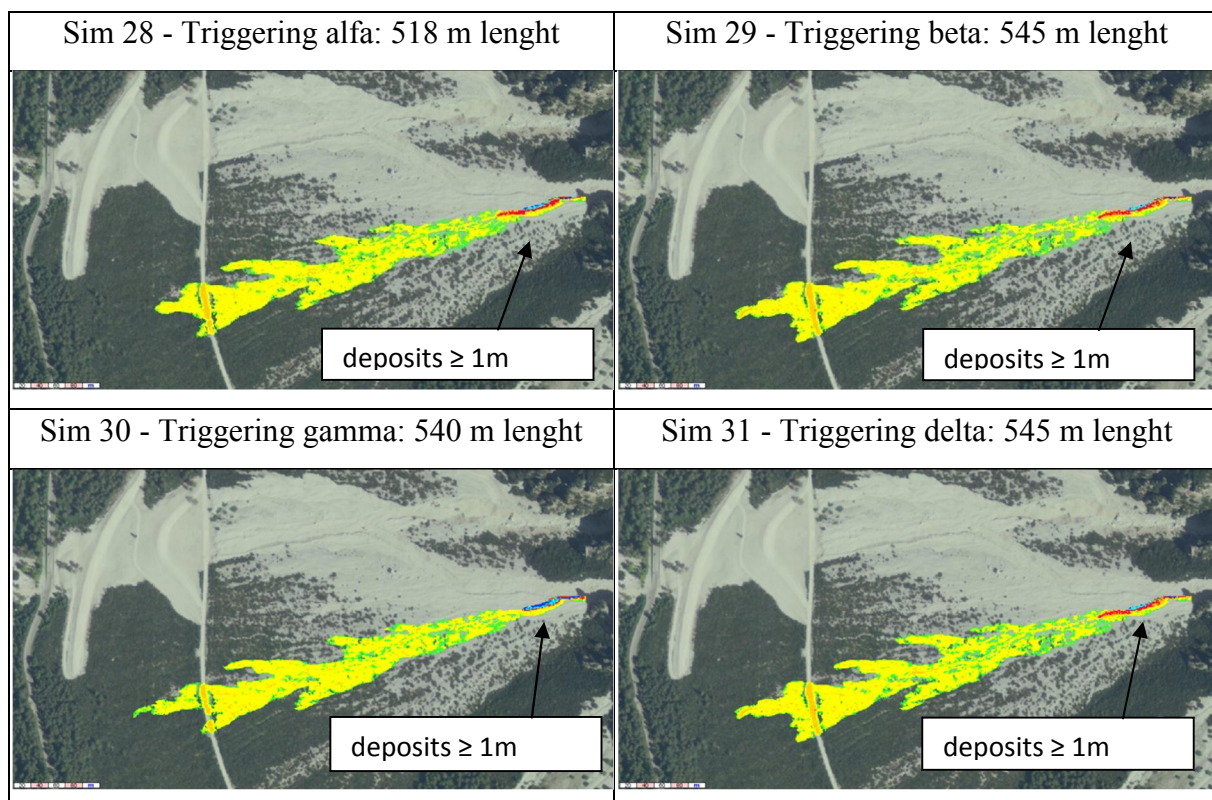 Sim 28 - Triggering alfa: 518 m lenght
Sim 29 - Triggering beta: 545 m lenght
deposits ≥ 1m
deposits ≥ 1m
Sim 30 - Triggering gamma: 540 m lenght
Sim 31 - Triggering delta: 545 m lenght
deposits ≥ 1m
deposits ≥ 1m